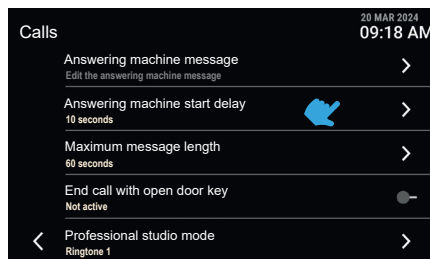 20 MAR 2024
Calls
09:18 AM
Answering machine message
Edit the answering machine message
Answering machine start delay
10 seconds
Maximum message length
60 seconds
End call with open door key
Not active
Professional studio mode
Ringtone 1